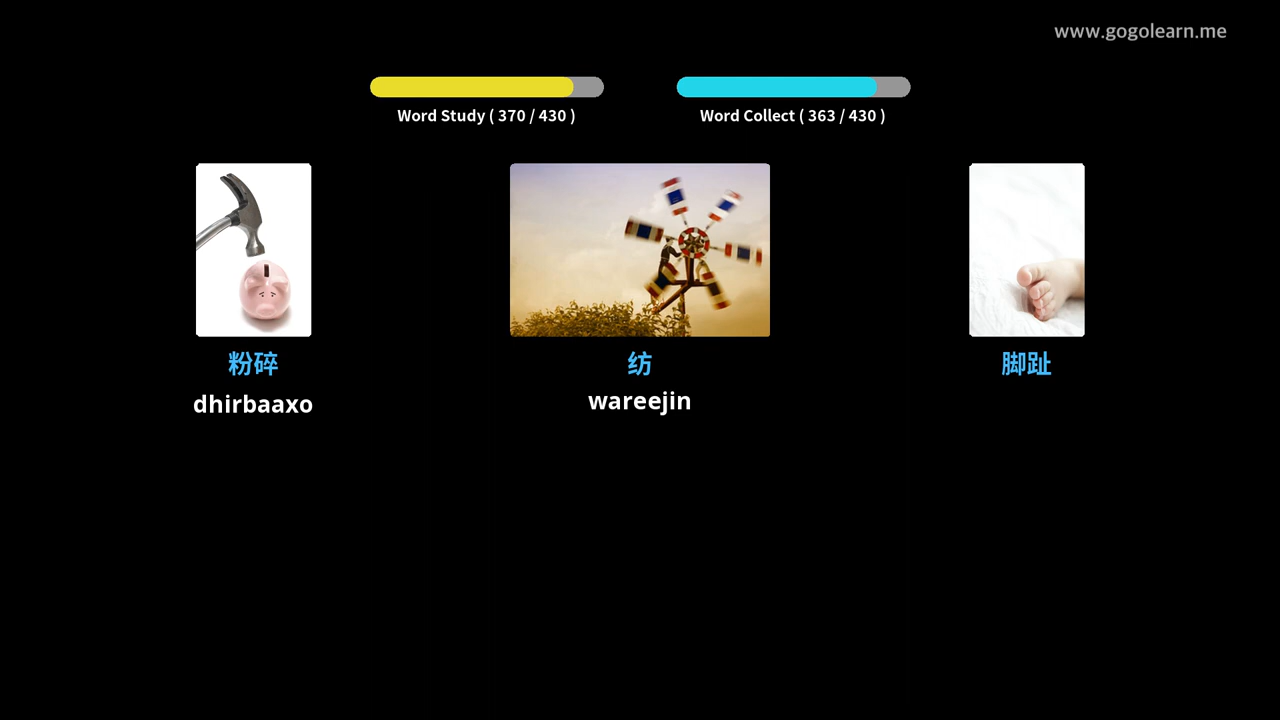 www.gogolearn.me
Word Study ( 370 / 430 )
Word Collect ( 363 / 430 )
粉碎
纺
脚趾
dhirbaaxo
wareejin